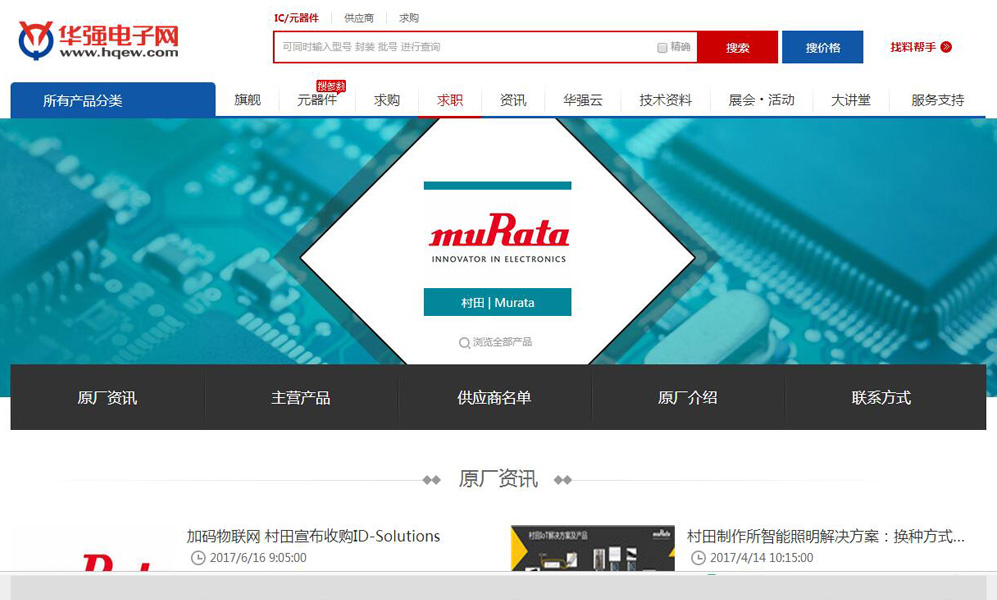 华强电子网
www.hqew.com
IC/元器件 供应商 求购
可同时输入型号 封装 批号 进行查询
精确
搜索
搜价格
找料帮手
所有产品分类
旗舰
元器件
搜参数
求购
求职
资讯
华强云
技术资料
展会·活动
大讲堂
服务支持
muRata
INNOVATOR IN ELECTRONICS
村田 | Murata
浏览全部产品
原厂资讯
主营产品
供应商名单
原厂介绍
联系方式
原厂资讯
加码物联网 村田宣布收购ID-Solutions
2017/6/16 9:05:00
村田IoT解决方案及产品
muRata
村田制作所智能照明解决方案：换种方式...
2017/4/14 10:15:00